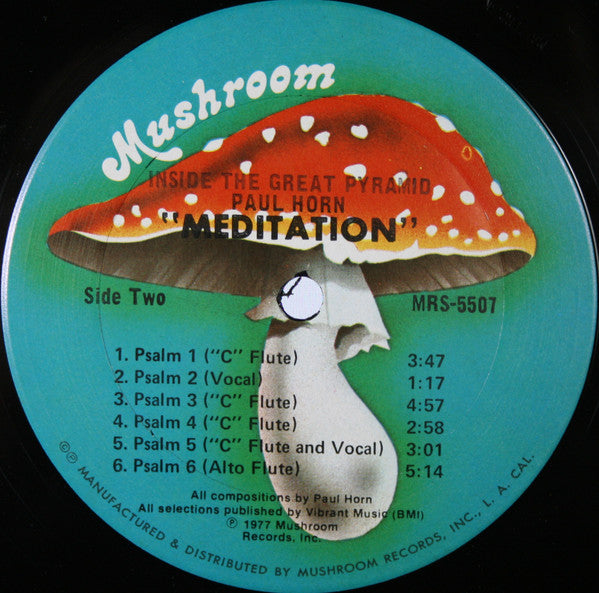 Mushroom
INSIDE THE GREAT PYRAMID
PAUL HORN
"MEDITATION"
Side Two
MRS-5507
1. Psalm 1 ("C" Flute) 3:47
2. Psalm 2 (Vocal) 1:17
3. Psalm 3 ("C" Flute) 4:57
4. Psalm 4 ("C" Flute) 2:58
5. Psalm 5 ("C" Flute and Vocal) 3:01
6. Psalm 6 (Alto Flute) 5:14
All compositions by Paul Horn
All selections published by Vibrant Music (BMI)
℗ 1977 Mushroom
Records, Inc.
©℗ MANUFACTURED & DISTRIBUTED BY MUSHROOM RECORDS, INC., L. A. CAL.